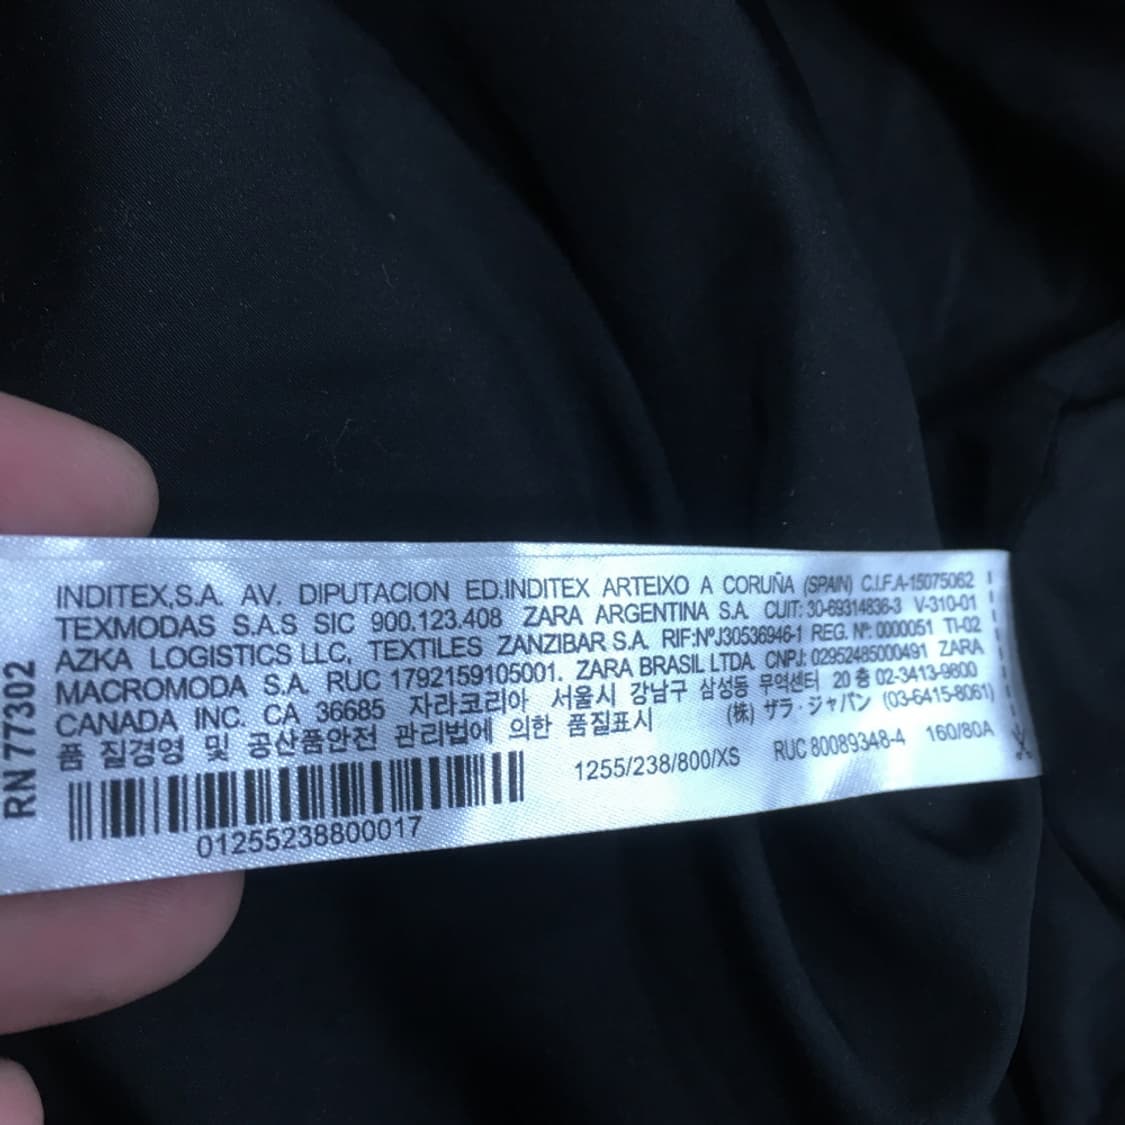 INDITEX,S.A. AV. DIPUTACION ED.INDITEX ARTEIXO A CORUÑA (SPAIN) C.I.F.A-15075062
TEXMODAS S.A.S SIC 900.123.408 ZARA ARGENTINA S.A. CUIT: 30-69314836-3 V-310-01
AZKA LOGISTICS LLC, TEXTILES ZANZIBAR S.A. RIF:NºJ30536946-1 REG. Nº: 0000051 TI-02
MACROMODA S.A. RUC 1792159105001. ZARA BRASIL LTDA. CNPJ: 02952485000491 ZARA
CANADA INC. CA 36685 자라코리아 서울시 강남구 삼성동 무역센터 20 층 02-3413-9800
품 질경영 및 공산품안전 관리법에 의한 품질표시 (株) ザラ・ジャパン (03-6415-8061)
1255/238/800/XS RUC 80089348-4 160/80A
01255238800017
RN 77302